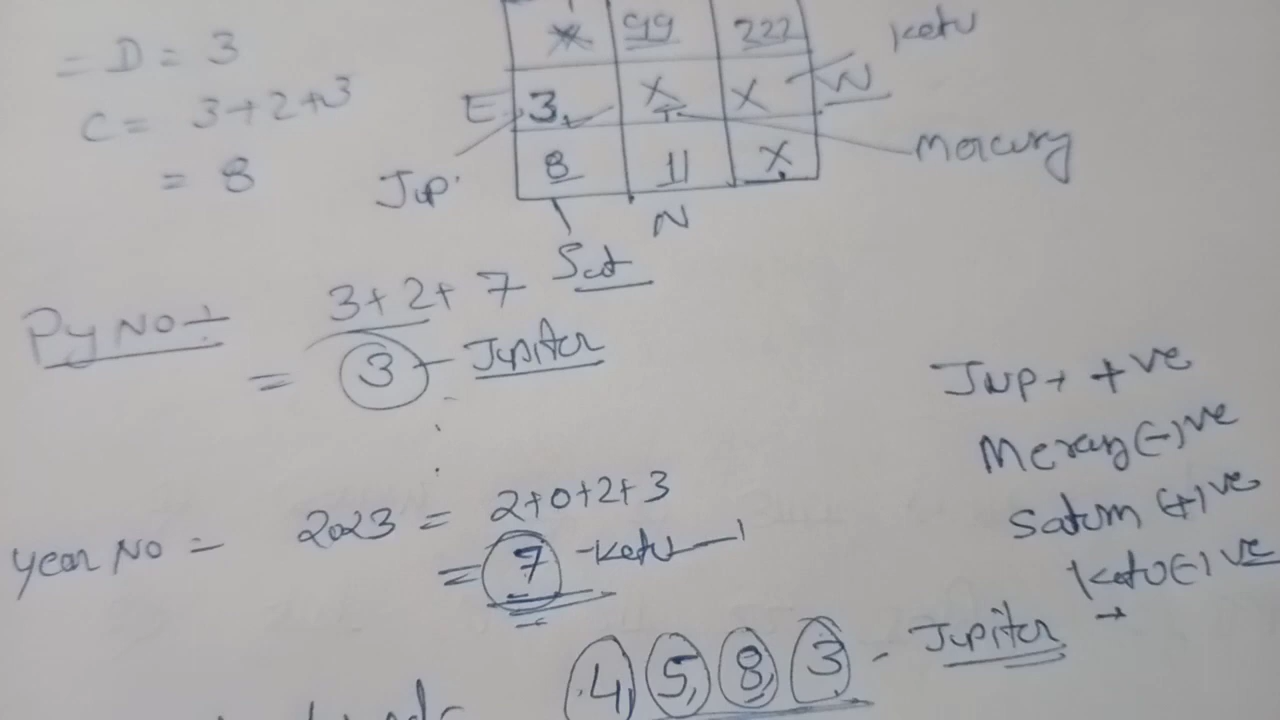 = D = 3
C = 3+2+3
= 8
x 99 222 Ketu
E 3 x x W
Mercury
8 11 x
Jup.
N
Sat
PY NO - 3+2+7
= 3 - Jupiter
Jup + +ve
Mercury (-)ve
Saturn (+)ve
Ketu (-)ve
Year No - 2023 = 2+0+2+3
= 7 - Ketu - 1
4, 5, 8, 3 - Jupiter →